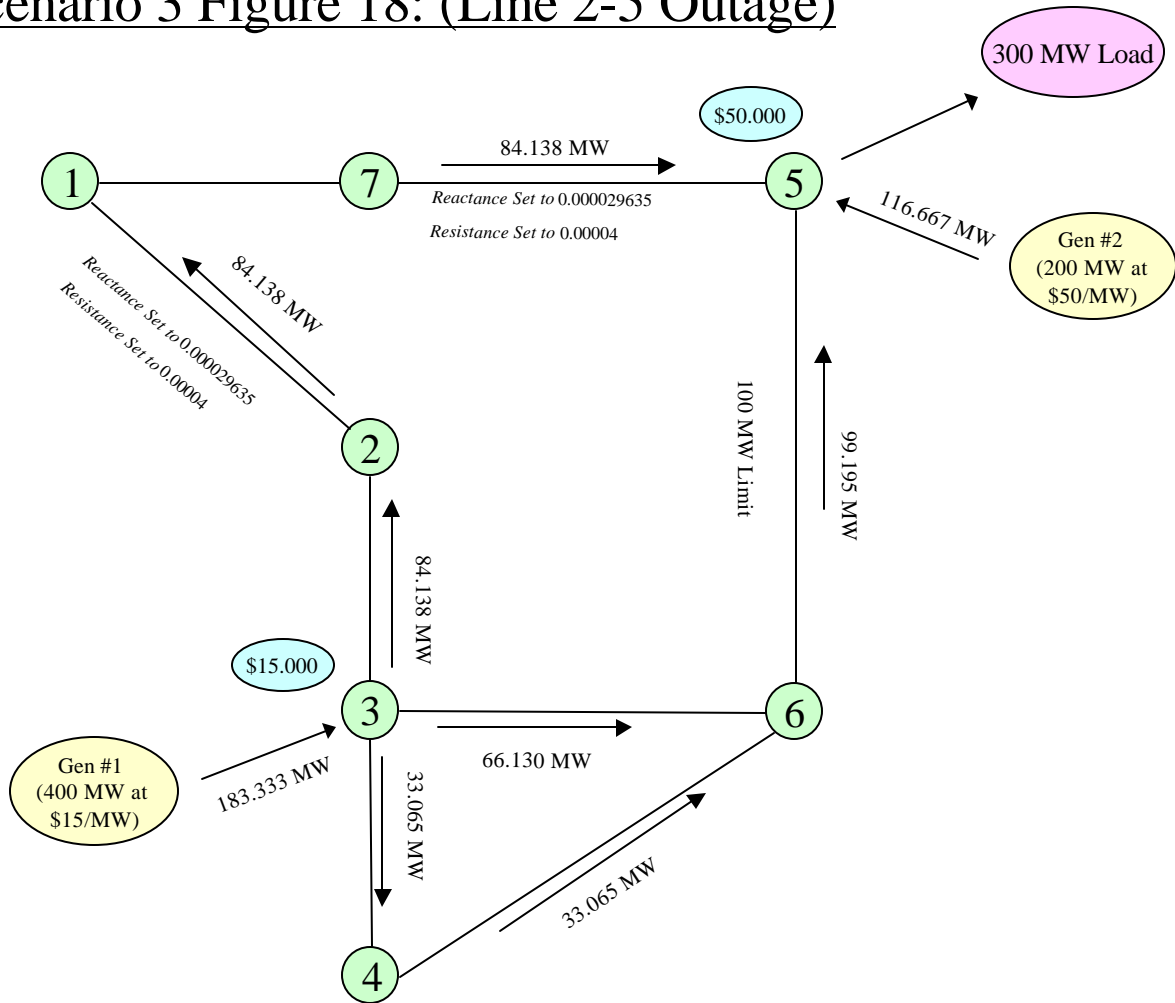 cenario 3 Figure 18: (Line 2-5 Outage)
300 MW Load
$50.000
84.138 MW
1
7
5
Reactance Set to 0.000029635
Resistance Set to 0.00004
116.667 MW
Gen #2
(200 MW at
$50/MW)
84.138 MW
Reactance Set to 0.000029635
Resistance Set to 0.00004
2
100 MW Limit
99.195 MW
84.138 MW
$15.000
3
6
66.130 MW
Gen #1
(400 MW at
$15/MW)
183.333 MW
33.065 MW
33.065 MW
4